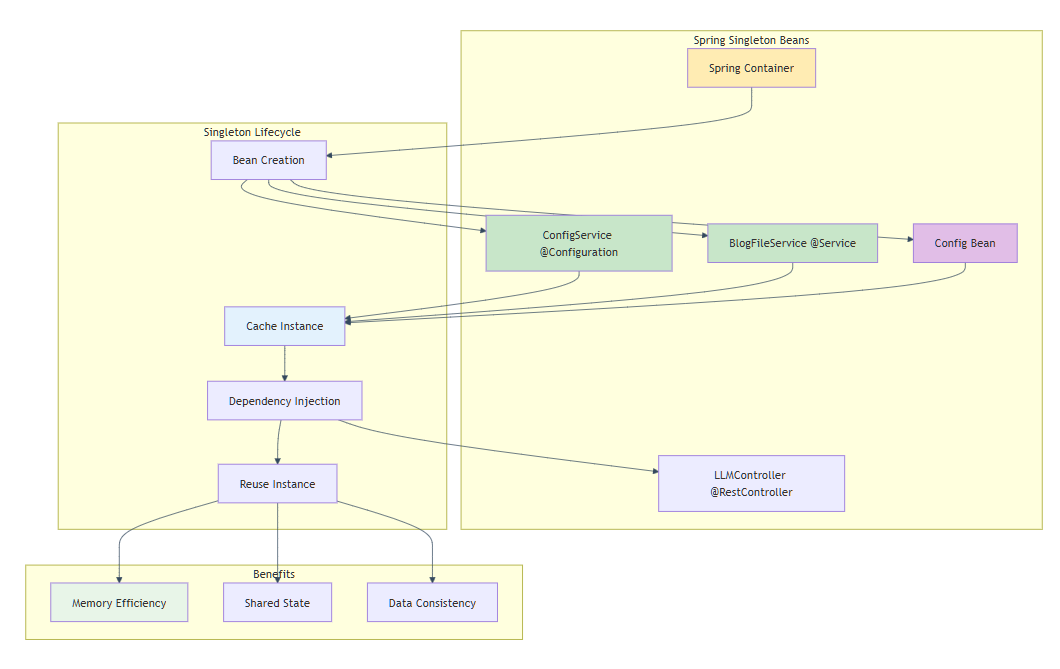 Spring Singleton Beans
Spring Container
Singleton Lifecycle
Bean Creation
ConfigService
@Configuration
BlogFileService @Service
Config Bean
Cache Instance
Dependency Injection
LLMController
@RestController
Reuse Instance
Benefits
Memory Efficiency
Shared State
Data Consistency